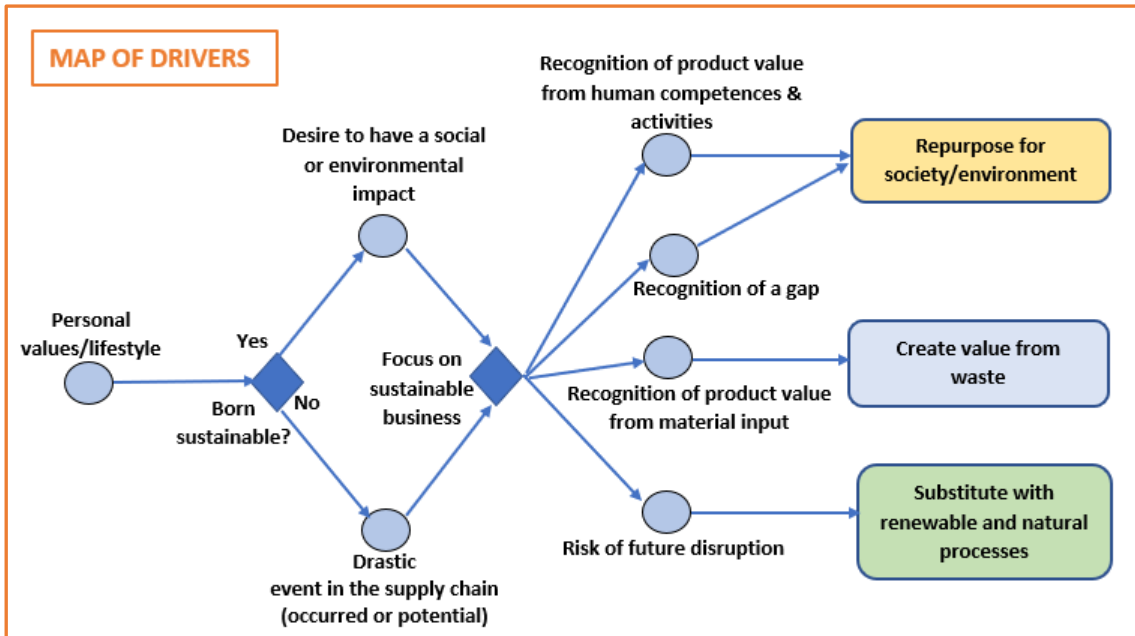 MAP OF DRIVERS
Personal
values/lifestyle
Yes
No
Born
sustainable?
Desire to have a social
or environmental
impact
Drastic
event in the supply chain
(occurred or potential)
Focus on
sustainable
business
Recognition of product value
from human competences &
activities
Recognition of a gap
Recognition of product value
from material input
Risk of future disruption
Repurpose for
society/environment
Create value from
waste
Substitute with
renewable and natural
processes